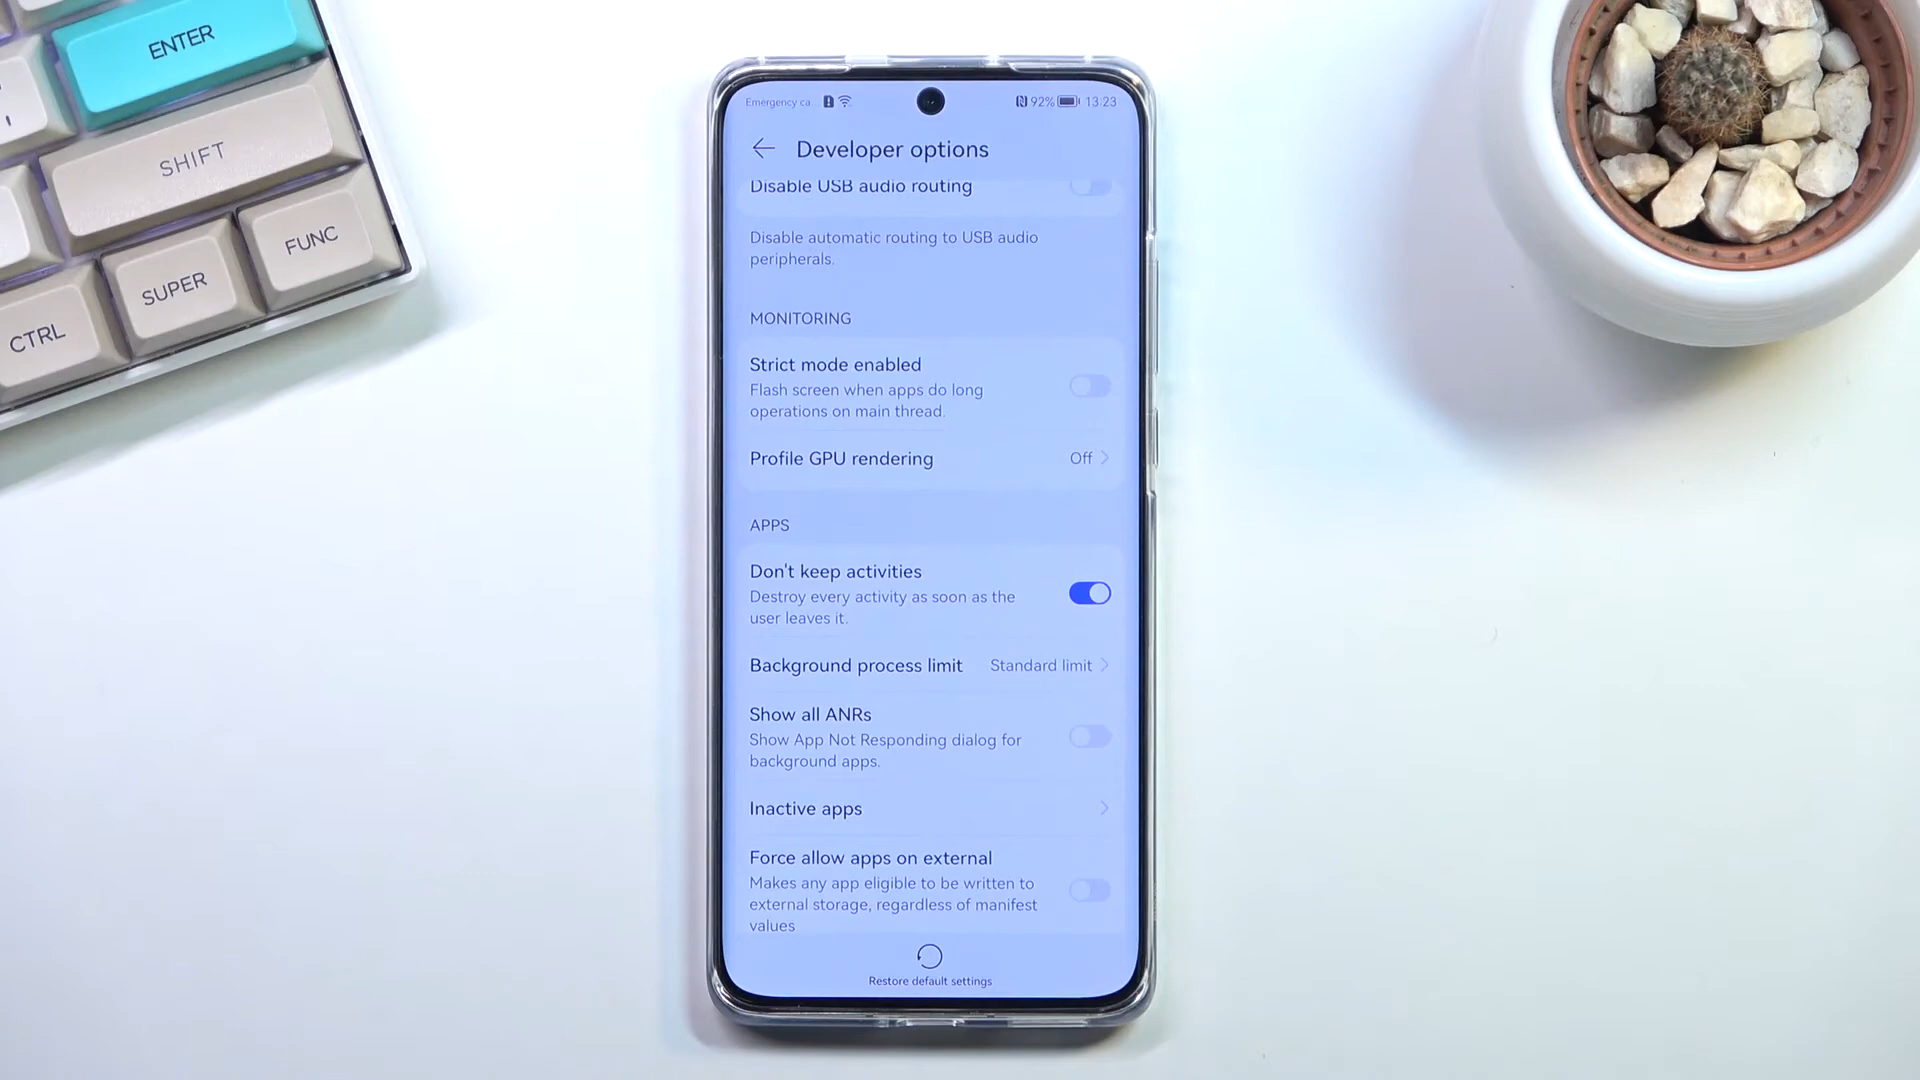 ENTER
SHIFT
FUNC
SUPER
CTRL
Emergency ca
92%
13:23
Developer options
Disable USB audio routing
Disable automatic routing to USB audio
peripherals.
MONITORING
Strict mode enabled
Flash screen when apps do long
operations on main thread.
Profile GPU rendering
Off
APPS
Don't keep activities
Destroy every activity as soon as the
user leaves it.
Background process limit
Standard limit
Show all ANRs
Show App Not Responding dialog for
background apps.
Inactive apps
Force allow apps on external
Makes any app eligible to be written to
external storage, regardless of manifest
values
Restore default settings